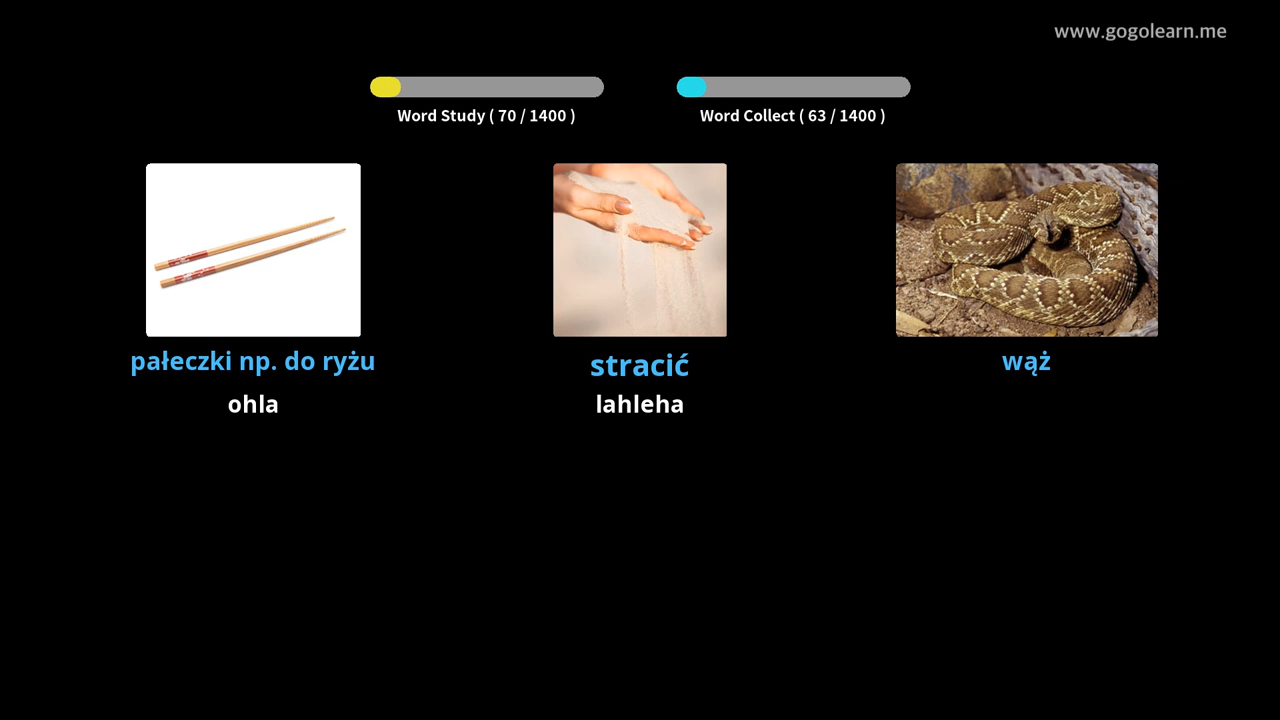 www.gogolearn.me
Word Study ( 70 / 1400 )
Word Collect ( 63 / 1400 )
pałeczki np. do ryżu
stracić
wąż
ohla
lahleha